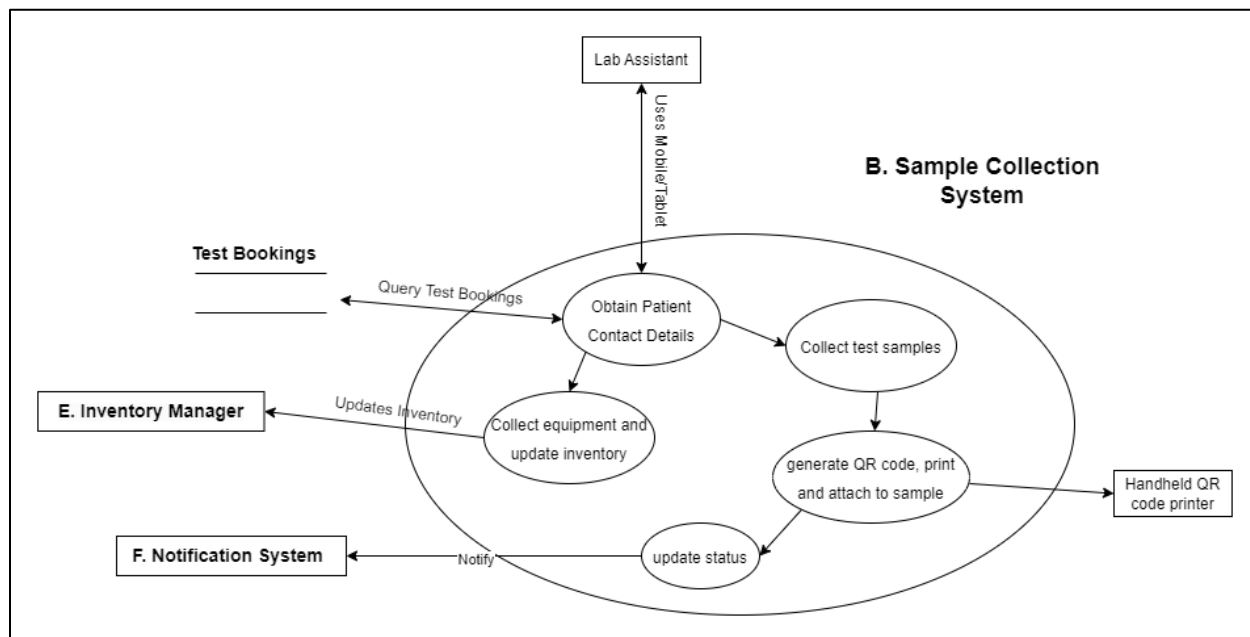 Lab Assistant
Uses Mobile/Tablet
B. Sample Collection
System
Test Bookings
Query Test Bookings
Obtain Patient
Contact Details
Collect test samples
E. Inventory Manager
Updates Inventory
Collect equipment and
update inventory
generate QR code, print
and attach to sample
Handheld QR
code printer
F. Notification System
Notify
update status